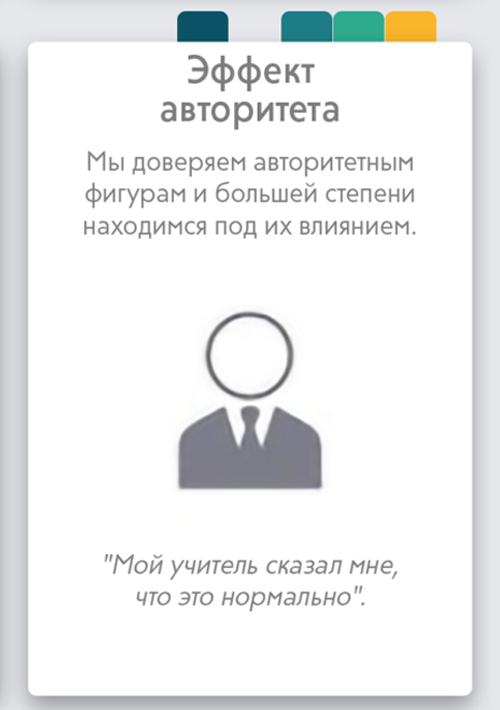 Эффект
авторитета
Мы доверяем авторитетным
фигурам и большей степени
находимся под их влиянием.
"Мой учитель сказал мне,
что это нормально".